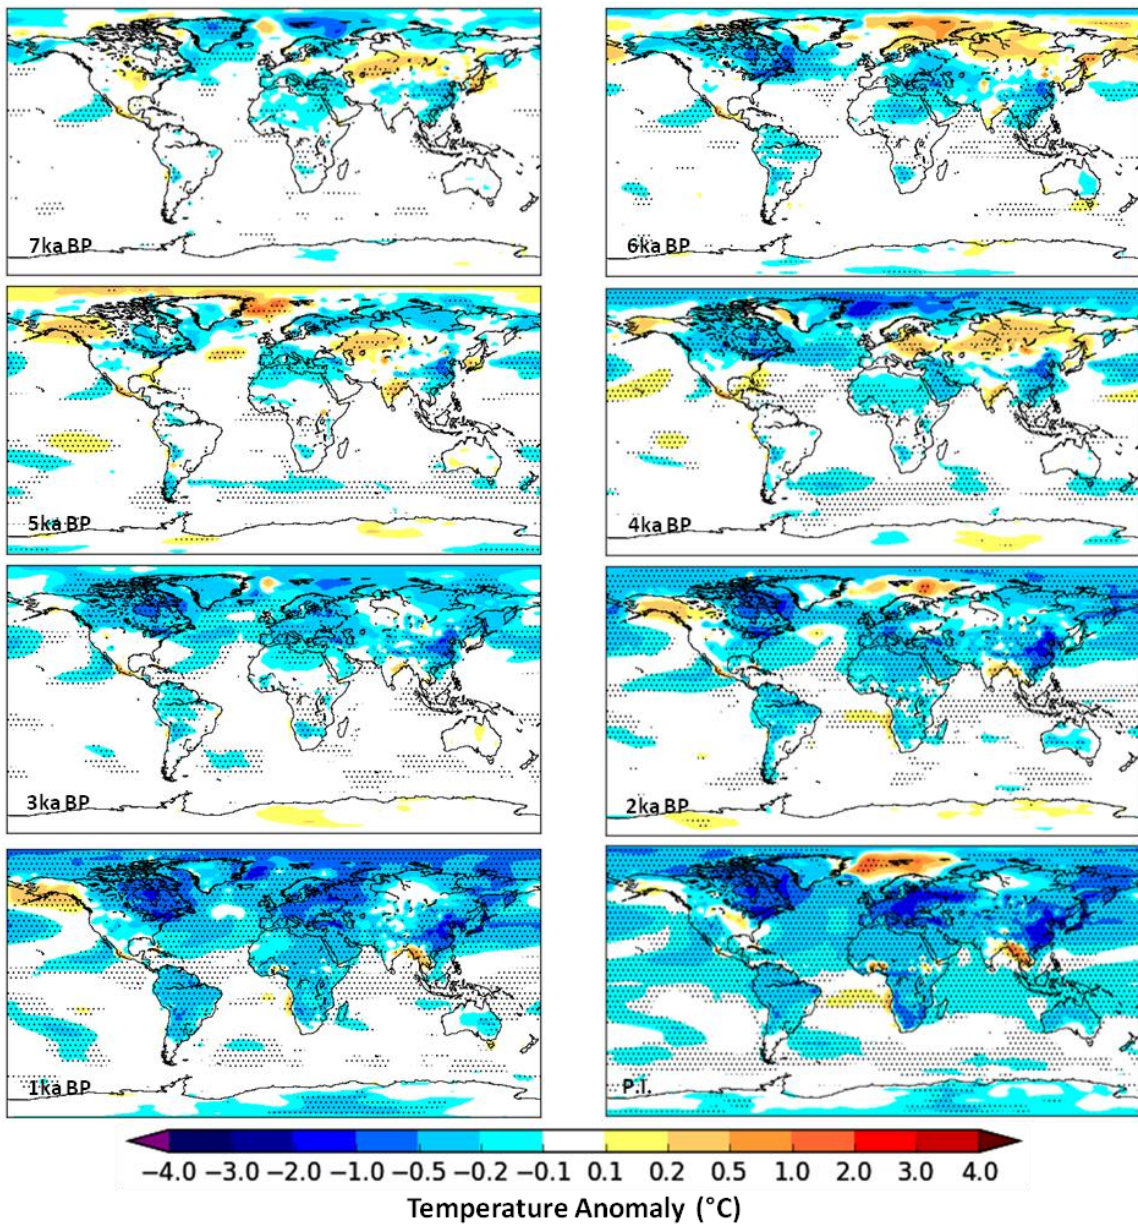 7ka BP
6ka BP
5ka BP
4ka BP
3ka BP
2ka BP
1ka BP
P.I.
−4.0 −3.0 −2.0 −1.0 −0.5 −0.2 −0.1 0.1 0.2 0.5 1.0 2.0 3.0 4.0
Temperature Anomaly (°C)